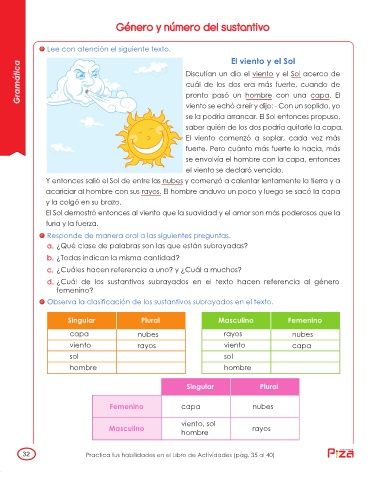 Género y número del sustantivo
Gramática
Lee con atención el siguiente texto.
El viento y el Sol
Discutían un día el viento y el Sol acerca de
cuál de los dos era más fuerte, cuando de
pronto pasó un hombre con una capa. El
viento se echó a reír y dijo: - Con un soplido, yo
se la podría arrancar. El Sol entonces propuso,
saber quién de los dos podría quitarle la capa.
El viento comenzó a soplar, cada vez más
fuerte. Pero cuánto más fuerte lo hacía, más
se envolvía el hombre con la capa, entonces
el viento se declaró vencido.
Y entonces salió el Sol de entre las nubes y comenzó a calentar lentamente la tierra y a
acariciar al hombre con sus rayos. El hombre anduvo un poco y luego se sacó la capa
y la colgó en su brazo.
El Sol demostró entonces al viento que la suavidad y el amor son más poderosos que la
furia y la fuerza.
Responde de manera oral a las siguientes preguntas.
a. ¿Qué clase de palabras son las que están subrayadas?
b. ¿Todas indican la misma cantidad?
c. ¿Cuáles hacen referencia a uno? y ¿Cuál a muchos?
d. ¿Cuál de los sustantivos subrayados en el texto hacen referencia al género
femenino?
Observa la clasificación de los sustantivos subrayados en el texto.
Singular Plural Masculino Femenino
capa nubes rayos nubes
viento rayos viento capa
sol sol
hombre hombre
Singular Plural
Femenino capa nubes
Masculino viento, sol rayos
hombre
32 Practica tus habilidades en el Libro de Actividades (pág. 35 al 40)